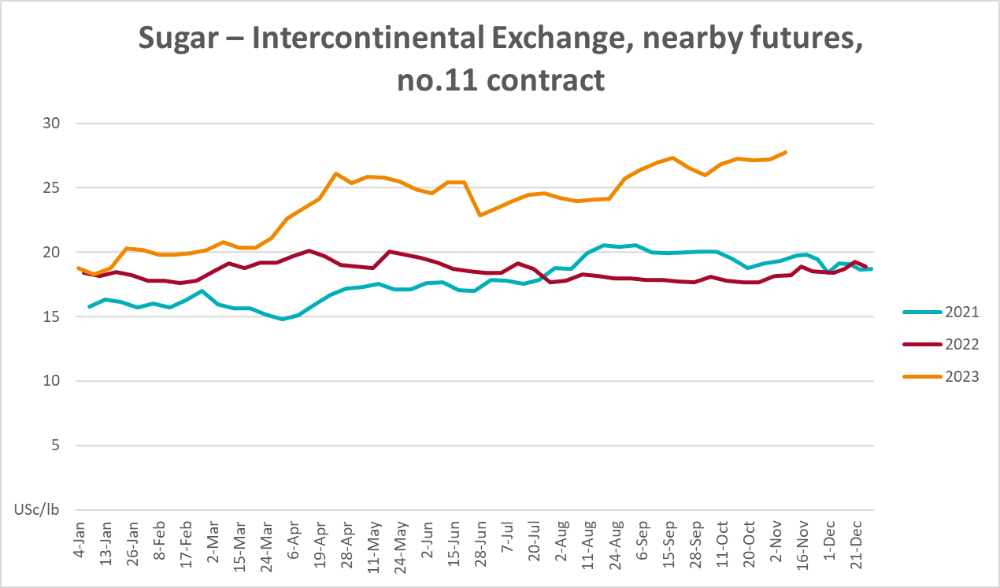 Sugar – Intercontinental Exchange, nearby futures,
no.11 contract
30
25
20
15
10
5
USc/lb
4-Jan
13-Jan
26-Jan
8-Feb
17-Feb
2-Mar
15-Mar
24-Mar
6-Apr
19-Apr
28-Apr
11-May
24-May
2-Jun
15-Jun
28-Jun
7-Jul
20-Jul
2-Aug
11-Aug
24-Aug
6-Sep
15-Sep
28-Sep
11-Oct
20-Oct
2-Nov
16-Nov
1-Dec
21-Dec
2021
2022
2023